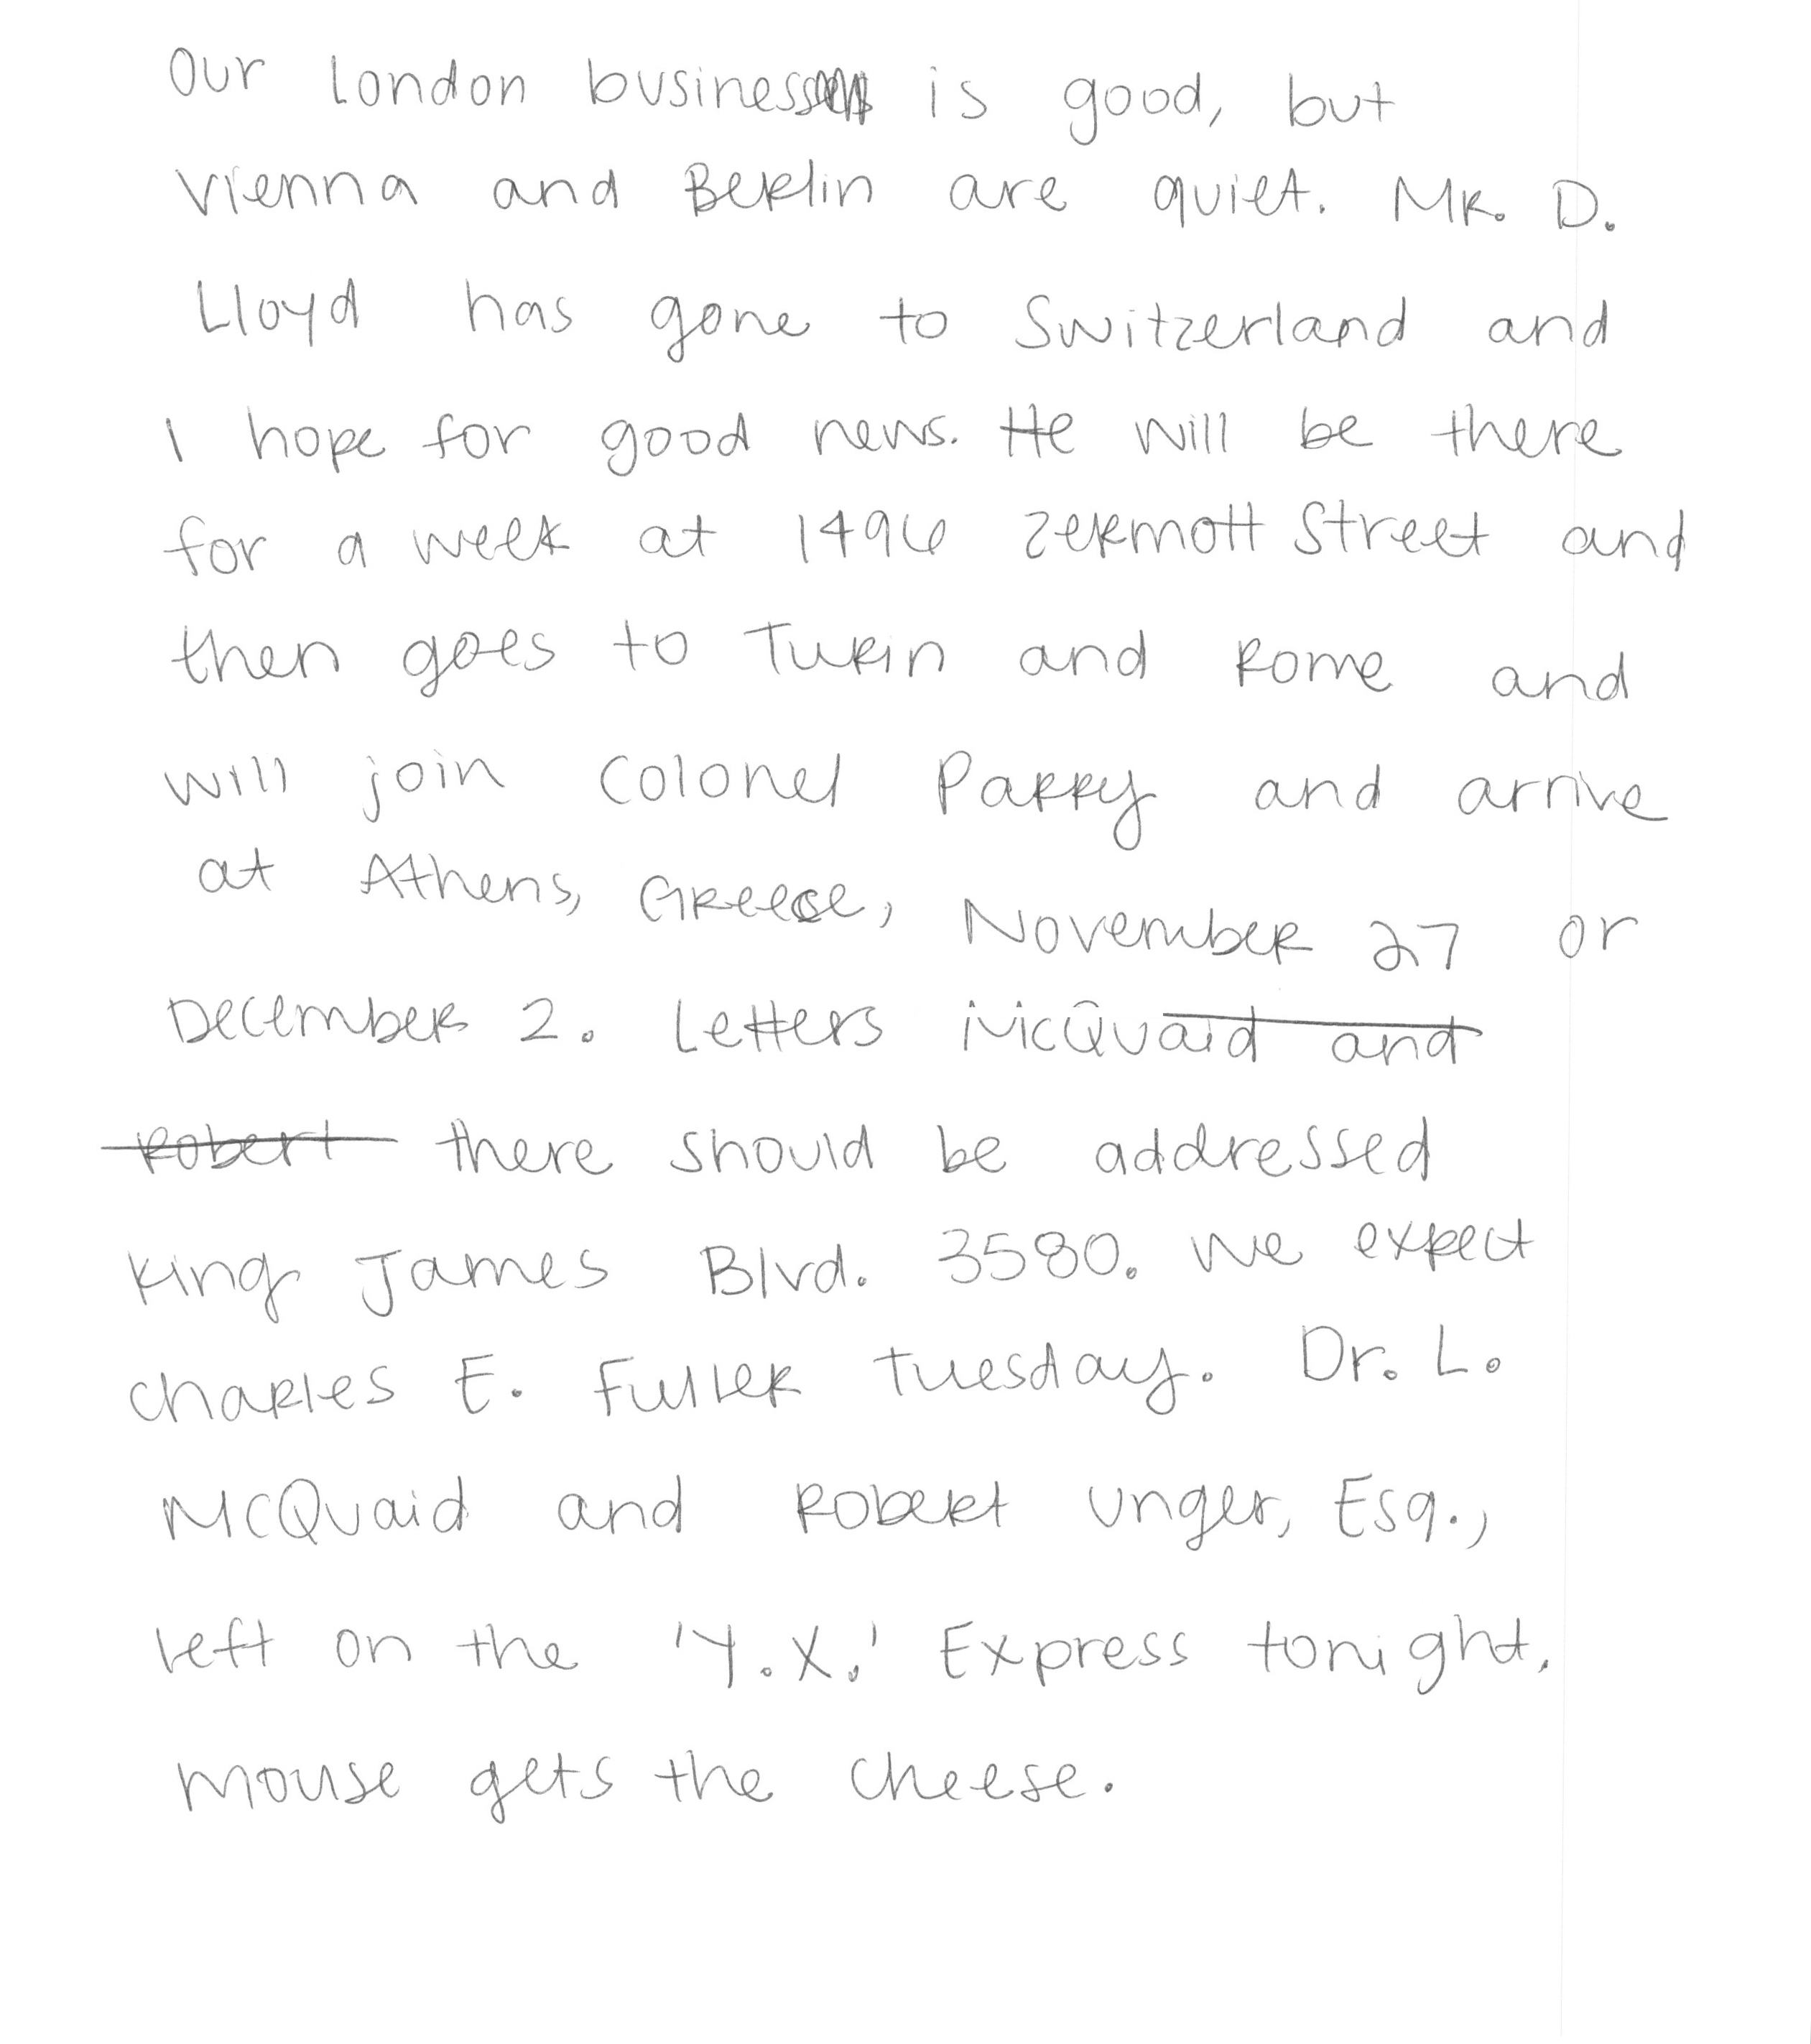 Our London business is good, but
Vienna and Berlin are quiet. Mr. D.
Lloyd has gone to Switzerland and
I hope for good news. He will be there
for a week at 1496 Zermott Street and
then goes to Turin and Rome and
will join Colonel Parry and arrive
at Athens, Greece, November 27 or
December 2. Letters McQuaid and
Robert there should be addressed
King James Blvd. 3580. We expect
Charles E. Fuller Tuesday. Dr. L.
McQuaid and Robert Unger, Esq.,
left on the 'Y.X.' Express tonight.
mouse gets the cheese.